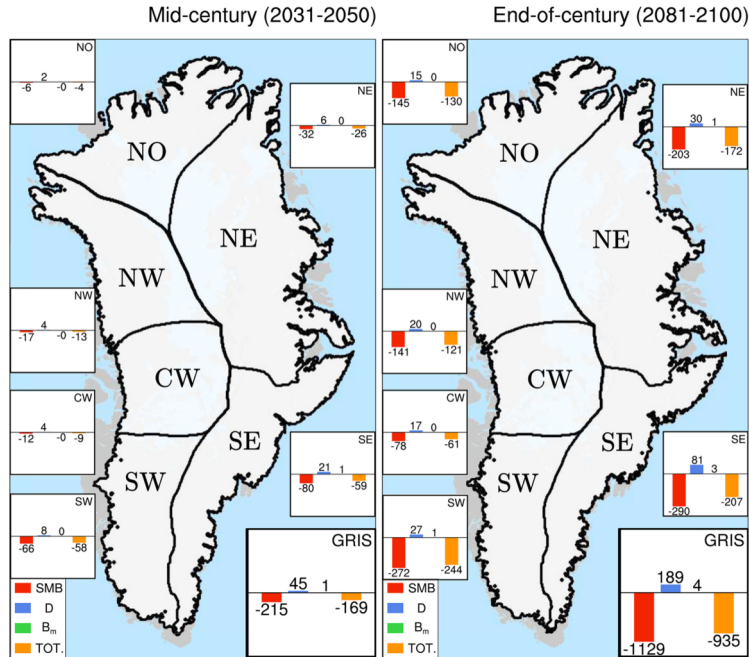 Mid-century (2031-2050)
NO
2
-6 -0 -4
NE
6 0
-32 -26
NO
NE
NW
NW
4
-17 -0 -13
CW
CW
4
-12 -0 -9
SE
SE
21 1
-80 -59
SW
SW
8 0
-66 -58
GRIS
45 1
-215 -169
SMB
D
Bm
TOT.
End-of-century (2081-2100)
NO
15 0
-145 -130
NE
30 1
-203 -172
NO
NE
NW
NW
20 0
-141 -121
CW
CW
17 0
-78 -61
SE
SE
81 3
-290 -207
SW
SW
27 1
-272 -244
GRIS
189 4
-1129 -935
SMB
D
Bm
TOT.